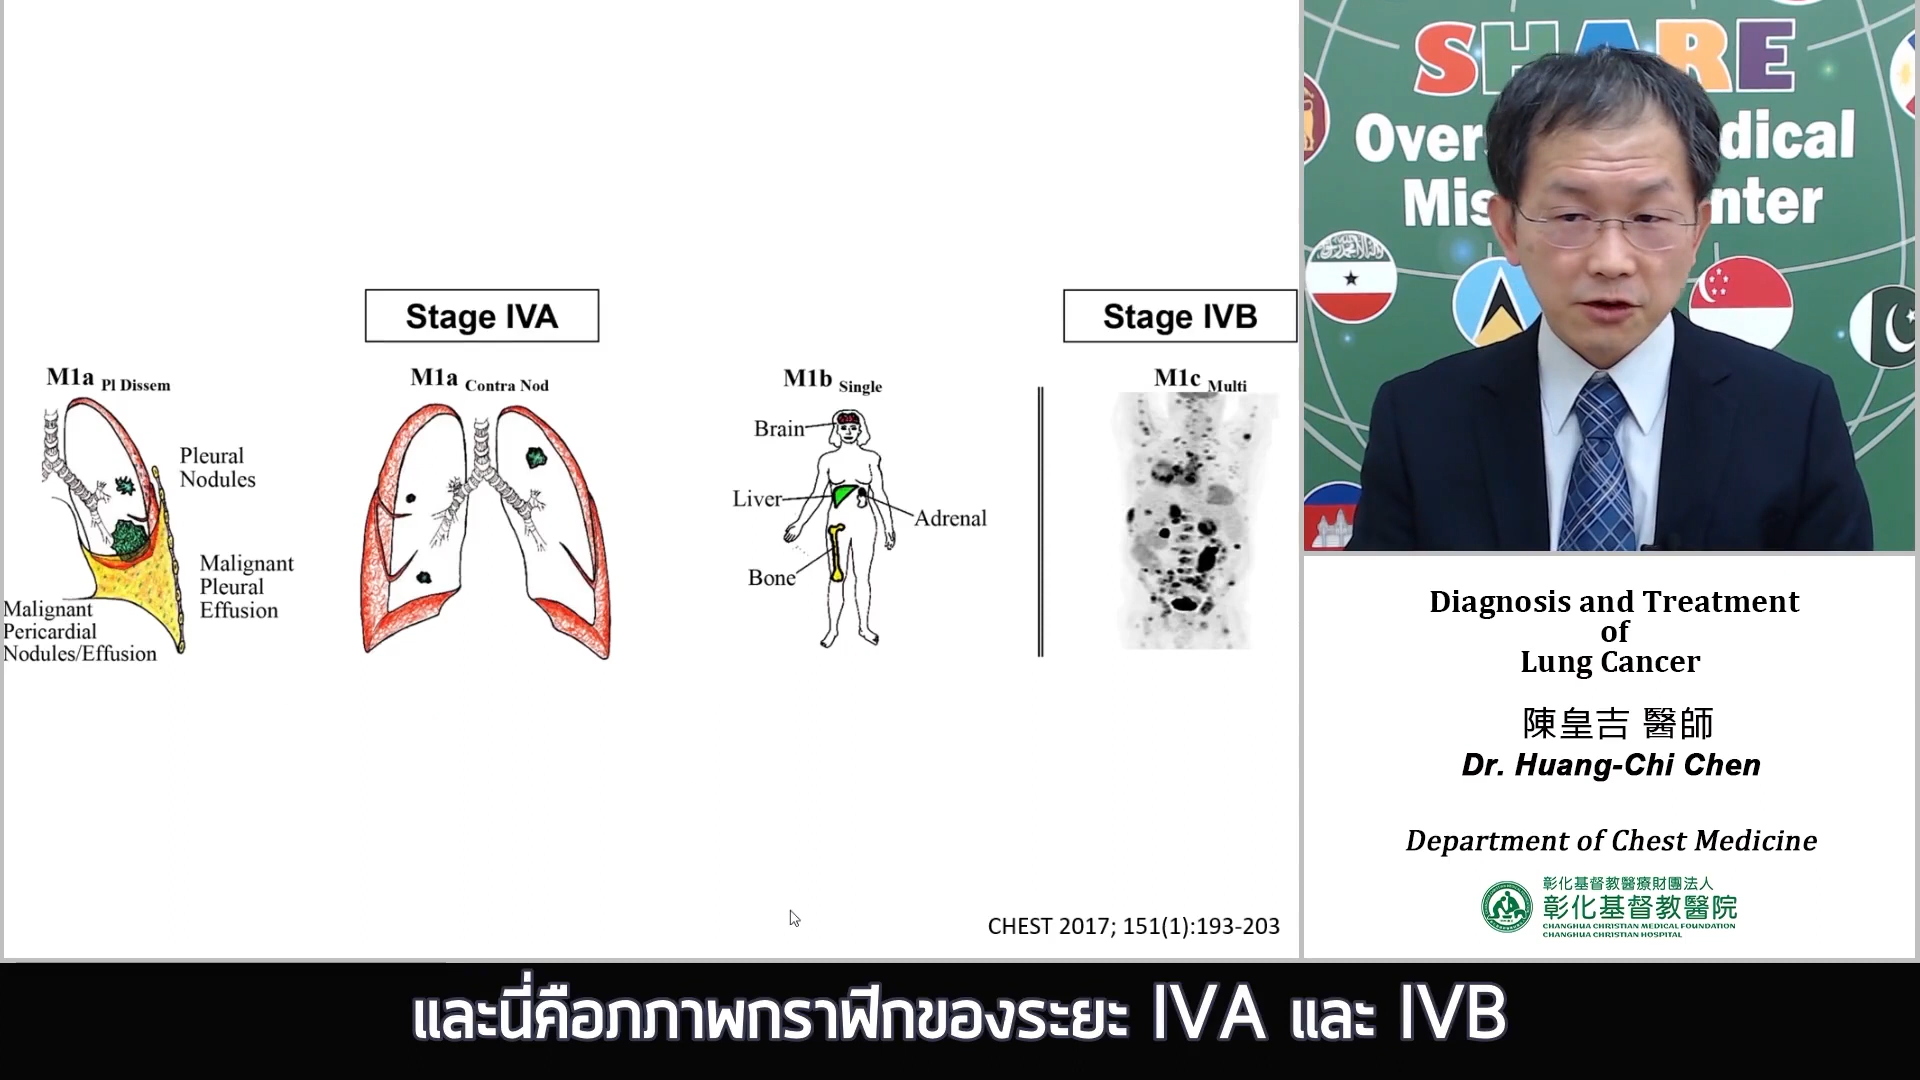 Stage IVA
Stage IVB
M1a Pl Dissem
M1a Contra Nod
M1b Single
M1c Multi
Pleural
Nodules
Malignant
Pleural
Effusion
Malignant
Pericardial
Nodules/Effusion
Brain
Liver
Adrenal
Bone
CHEST 2017; 151(1):193-203
SHARE
Over dical
Mis nter
Diagnosis and Treatment
of
Lung Cancer
陳皇吉 醫師
Dr. Huang-Chi Chen
Department of Chest Medicine
彰化基督教醫療財團法人
彰化基督教醫院
CHANGHUA CHRISTIAN MEDICAL FOUNDATION
CHANGHUA CHRISTIAN HOSPITAL
และนี่คือภภาพกราฟีกของระยะ IVA และ IVB